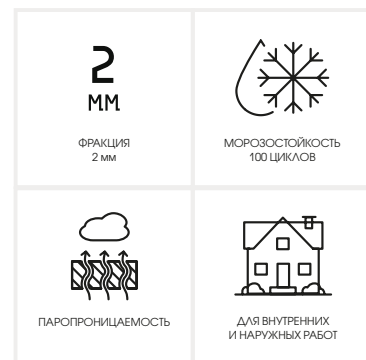 2
ММ
ФРАКЦИЯ
2 мм
МОРОЗОСТОЙКОСТЬ
100 ЦИКЛОВ
ПАРОПРОНИЦАЕМОСТЬ
ДЛЯ ВНУТРЕННИХ
И НАРУЖНЫХ РАБОТ